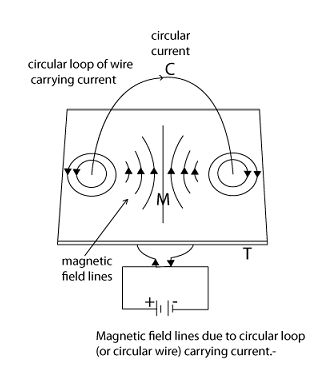 circular
current
circular loop of wire
carrying current
C
M
T
magnetic
field lines
+ -
Magnetic field lines due to circular loop
(or circular wire) carrying current.-